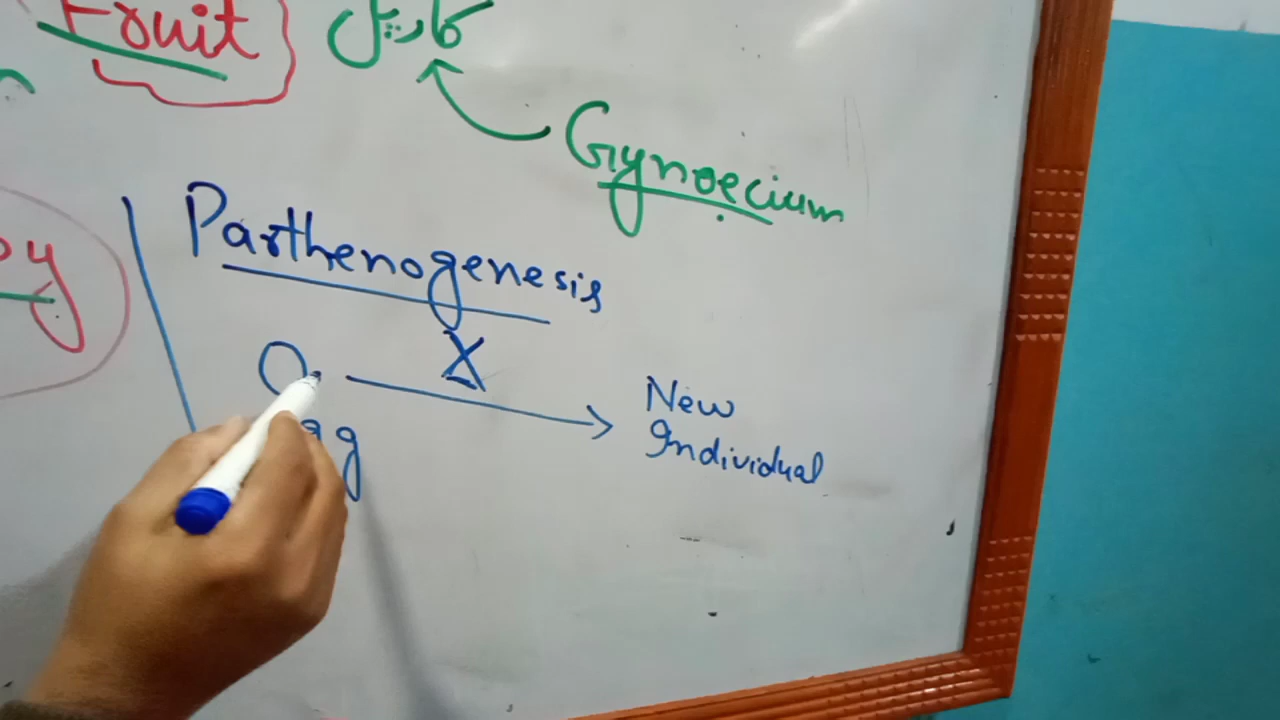 Fruit کارپل
Gynoecium
Parthenogenesis
X
New
Individual